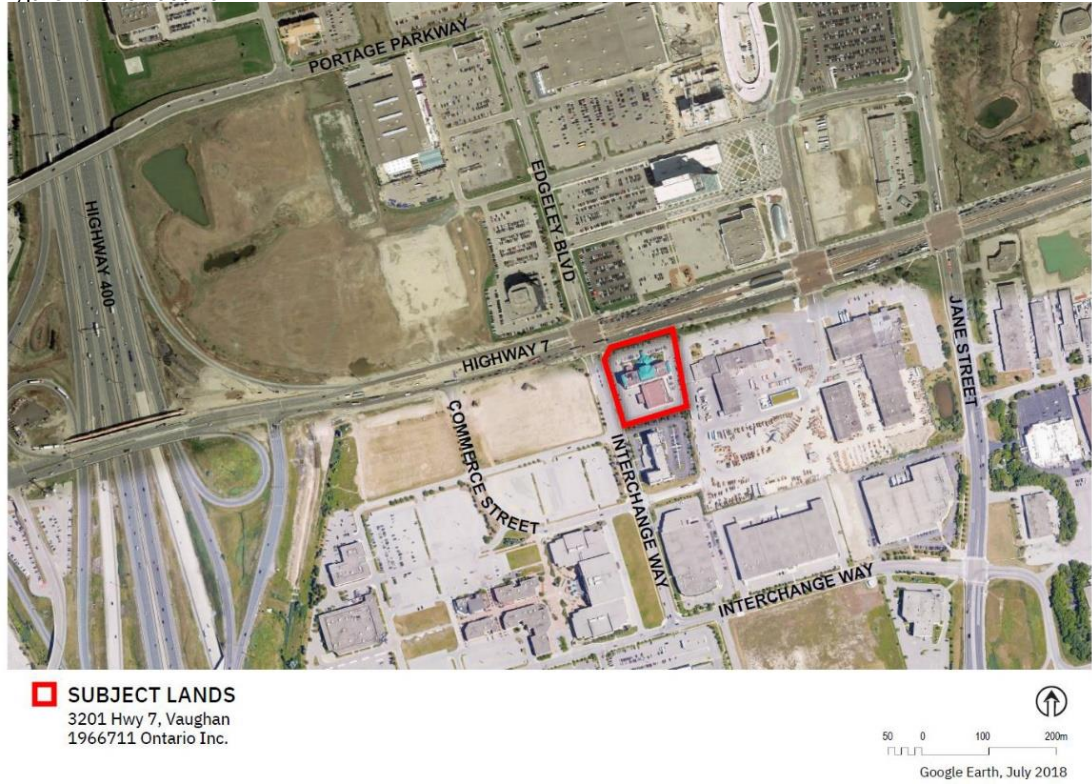 PORTAGE PARKWAY
EDGELEY BLVD
HIGHWAY 400
HIGHWAY 7
JANE STREET
COMMERCE STREET
INTERCHANGE WAY
INTERCHANGE WAY
SUBJECT LANDS
3201 Hwy 7, Vaughan
1966711 Ontario Inc.
50 0 100 200m
Google Earth, July 2018